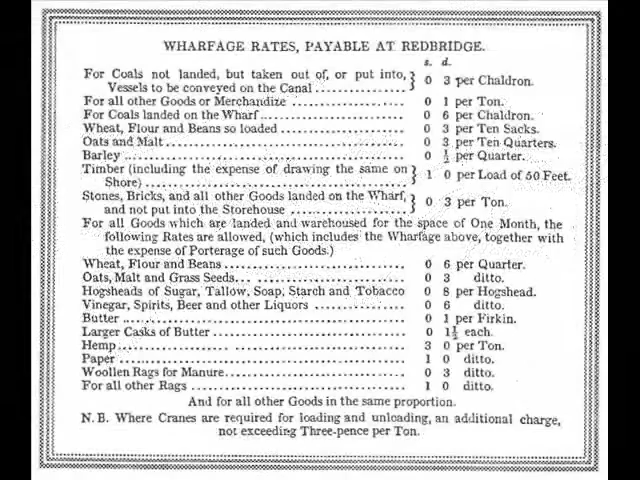 WHARFAGE RATES, PAYABLE AT REDBRIDGE.
s. d.
For Coals not landed, but taken out of, or put into, Vessels to be conveyed on the Canal .... } 0 3 per Chaldron.
For all other Goods or Merchandize .... 0 1 per Ton.
For Coals landed on the Wharf .... 0 6 per Chaldron.
Wheat, Flour and Beans so loaded .... 0 3 per Ten Sacks.
Oats and Malt .... 0 3 per Ten Quarters.
Barley .... 0 ½ per Quarter.
Timber (including the expense of drawing the same on Shore) .... } 1 0 per Load of 50 Feet.
Stones, Bricks, and all other Goods landed on the Wharf, and not put into the Storehouse .... } 0 3 per Ton.
For all Goods which are landed and warehoused for the space of One Month, the
following Rates are allowed, (which includes the Wharfage above, together with
the expense of Porterage of such Goods.)
Wheat, Flour and Beans .... 0 6 per Quarter.
Oats, Malt and Grass Seeds .... 0 3 ditto.
Hogsheads of Sugar, Tallow, Soap, Starch and Tobacco 0 8 per Hogshead.
Vinegar, Spirits, Beer and other Liquors .... 0 6 ditto.
Butter .... 0 1 per Firkin.
Larger Casks of Butter .... 0 1½ each.
Hemp .... 3 0 per Ton.
Paper .... 1 0 ditto.
Woollen Rags for Manure .... 0 3 ditto.
For all other Rags .... 1 0 ditto.
And for all other Goods in the same proportion.
N.B. Where Cranes are required for loading and unloading, an additional charge,
not exceeding Three-pence per Ton.